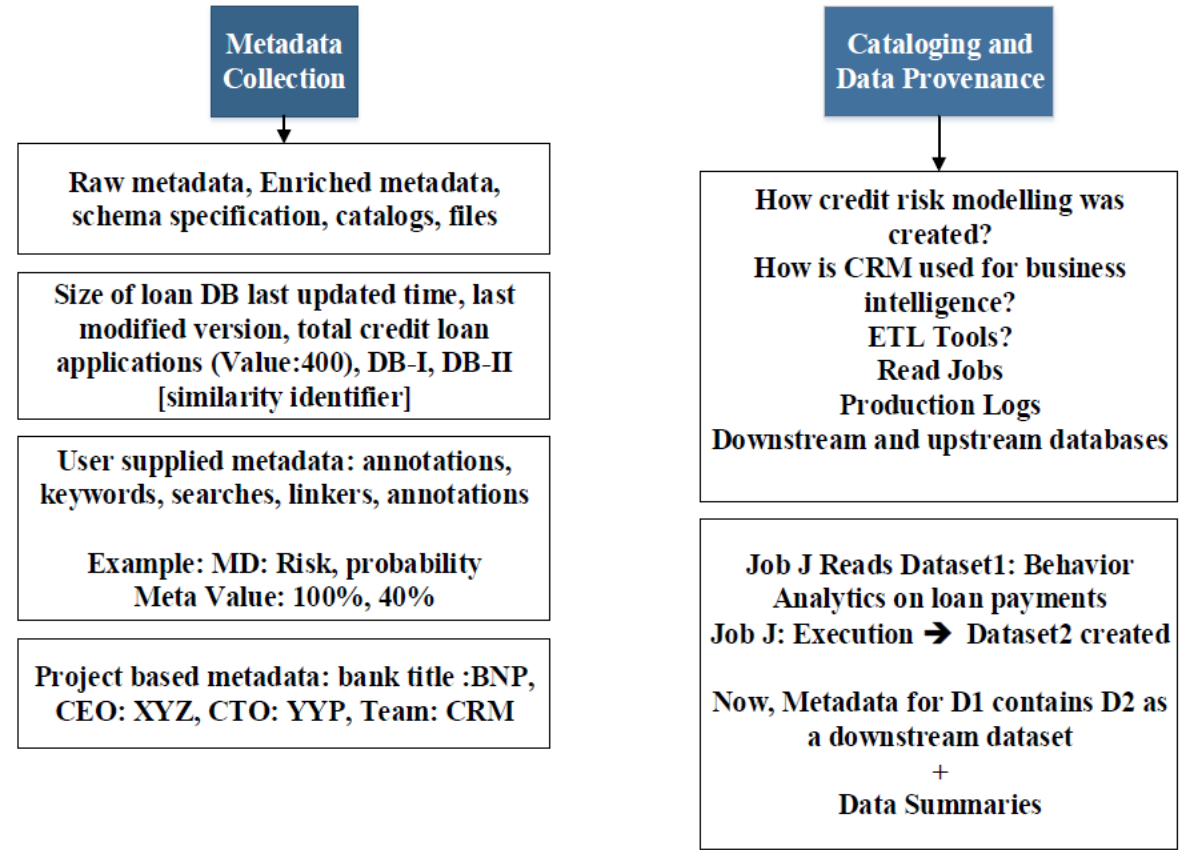 Metadata
Collection
Raw metadata, Enriched metadata,
schema specification, catalogs, files
Size of loan DB last updated time, last
modified version, total credit loan
applications (Value:400), DB-I, DB-II
[similarity identifier]
User supplied metadata: annotations,
keywords, searches, linkers, annotations
Example: MD: Risk, probability
Meta Value: 100%, 40%
Project based metadata: bank title :BNP,
CEO: XYZ, CTO: YYP, Team: CRM
Cataloging and
Data Provenance
How credit risk modelling was
created?
How is CRM used for business
intelligence?
ETL Tools?
Read Jobs
Production Logs
Downstream and upstream databases
Job J Reads Dataset1: Behavior
Analytics on loan payments
Job J: Execution ➔ Dataset2 created
Now, Metadata for D1 contains D2 as
a downstream dataset
+
Data Summaries